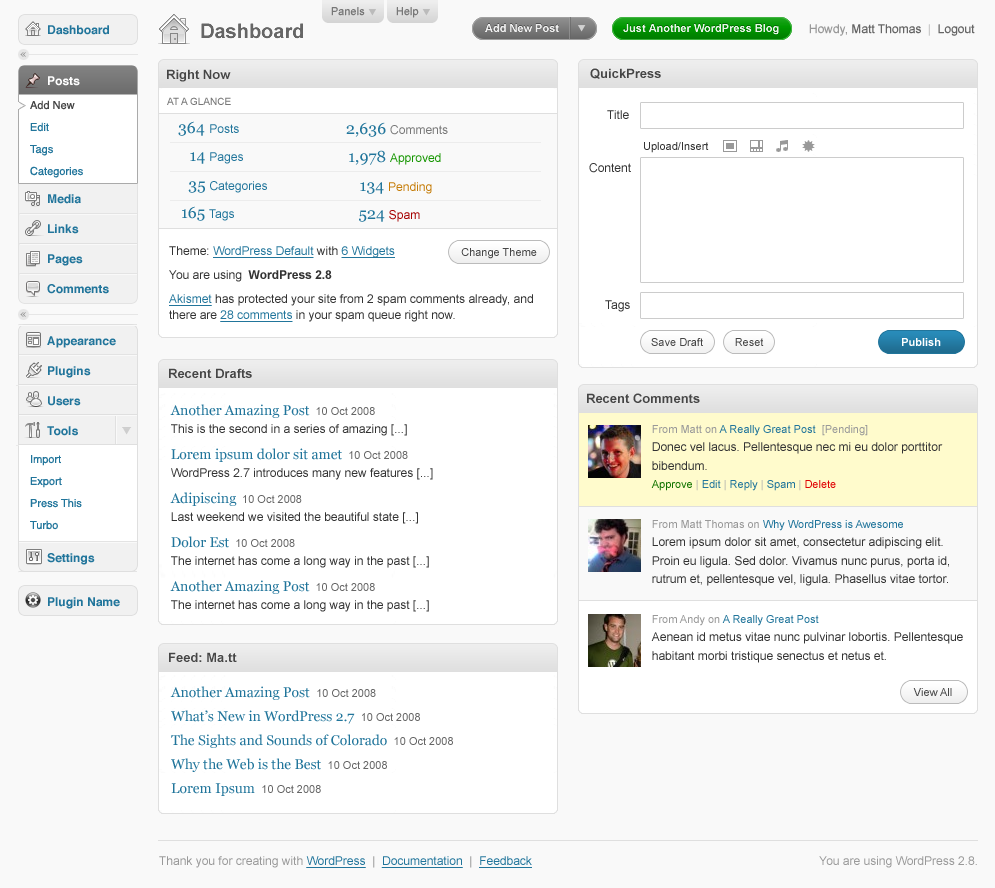 Panels
Help
Dashboard
Dashboard
Add New Post
Just Another WordPress Blog
Howdy, Matt Thomas | Logout
Posts
Add New
Edit
Tags
Categories
Media
Links
Pages
Comments
Appearance
Plugins
Users
Tools
Import
Export
Press This
Turbo
Settings
Plugin Name
Right Now
AT A GLANCE
364 Posts 2,636 Comments
14 Pages 1,978 Approved
35 Categories 134 Pending
165 Tags 524 Spam
Theme: WordPress Default with 6 Widgets
Change Theme
You are using WordPress 2.8
Akismet has protected your site from 2 spam comments already, and
there are 28 comments in your spam queue right now.
Recent Drafts
Another Amazing Post 10 Oct 2008
This is the second in a series of amazing [...]
Lorem ipsum dolor sit amet 10 Oct 2008
WordPress 2.7 introduces many new features [...]
Adipiscing 10 Oct 2008
Last weekend we visited the beautiful state [...]
Dolor Est 10 Oct 2008
The internet has come a long way in the past [...]
Another Amazing Post 10 Oct 2008
The internet has come a long way in the past [...]
Feed: Ma.tt
Another Amazing Post 10 Oct 2008
What's New in WordPress 2.7 10 Oct 2008
The Sights and Sounds of Colorado 10 Oct 2008
Why the Web is the Best 10 Oct 2008
Lorem Ipsum 10 Oct 2008
QuickPress
Title
Upload/Insert
Content
Tags
Save Draft
Reset
Publish
Recent Comments
From Matt on A Really Great Post [Pending]
Donec vel lacus. Pellentesque nec mi eu dolor porttitor
bibendum.
Approve | Edit | Reply | Spam | Delete
From Matt Thomas on Why WordPress is Awesome
Lorem ipsum dolor sit amet, consectetur adipiscing elit.
Proin eu ligula. Sed dolor. Vivamus nunc purus, porta id,
rutrum et, pellentesque vel, ligula. Phasellus vitae tortor.
From Andy on A Really Great Post
Aenean id metus vitae nunc pulvinar lobortis. Pellentesque
habitant morbi tristique senectus et netus et.
View All
Thank you for creating with WordPress | Documentation | Feedback
You are using WordPress 2.8.